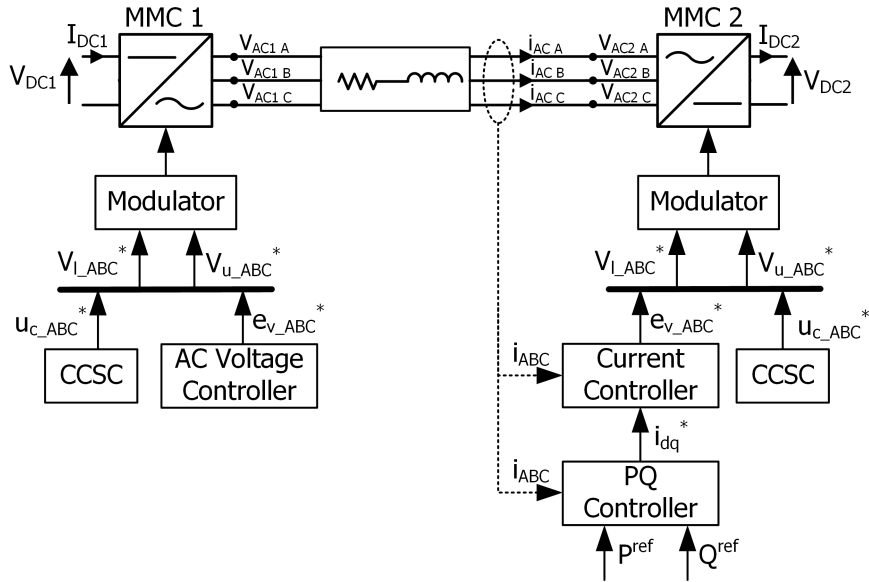 MMC 1
MMC 2
I_DC1
V_AC1 A
i_AC A
V_AC2 A
I_DC2
V_DC1
V_AC1 B
i_AC B
V_AC2 B
V_DC2
V_AC1 C
i_AC C
V_AC2 C
Modulator
Modulator
V_l_ABC*
V_u_ABC*
V_l_ABC*
V_u_ABC*
u_c_ABC*
e_v_ABC*
e_v_ABC*
u_c_ABC*
CCSC
AC Voltage
Controller
i_ABC
Current
Controller
CCSC
i_dq*
i_ABC
PQ
Controller
P^ref
Q^ref